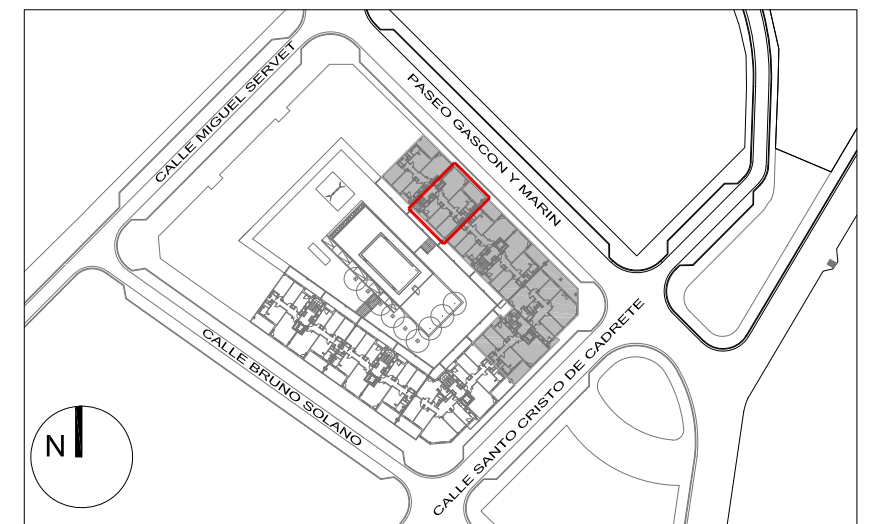 CALLE MIGUEL SERVET
PASEO GASCON Y MARIN
CALLE BRUNO SOLANO
CALLE SANTO CRISTO DE CADRETE
N